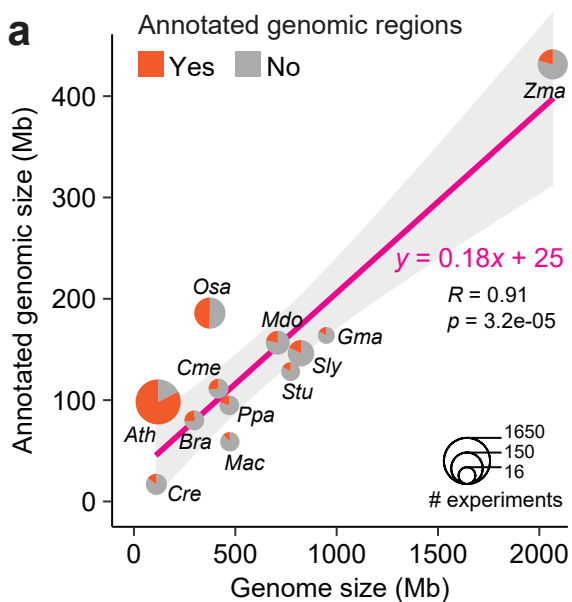 a
Annotated genomic regions
Yes No
Annotated genomic size (Mb)
400
300
200
100
0
Zma
y = 0.18x + 25
R = 0.91
p = 3.2e-05
Osa
Mdo
Gma
Cme
Sly
Stu
Ath
Bra
Ppa
Mac
Cre
1650
150
16
# experiments
0 500 1000 1500 2000
Genome size (Mb)